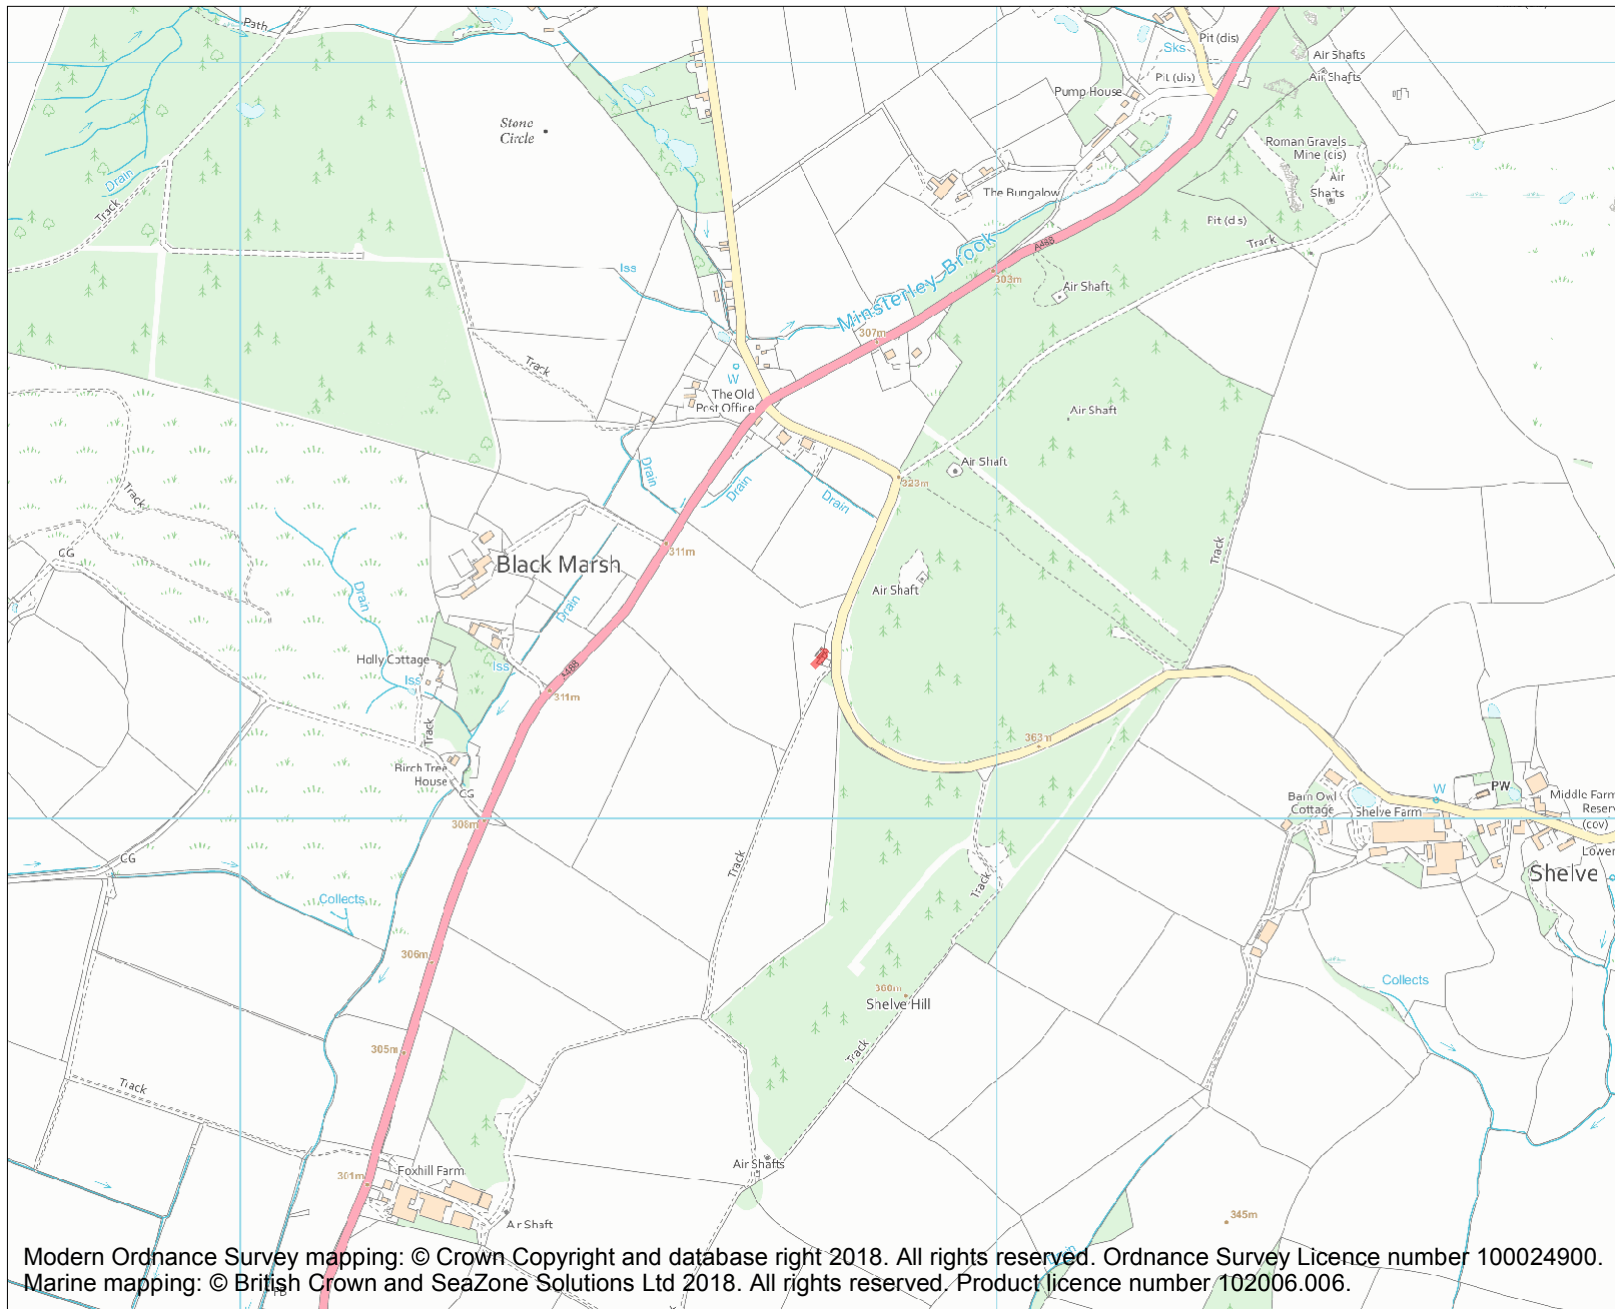 Path
Sks
Pit (dis)
Air Shafts
Pit (dis)
Air Shafts
Pump House
Stone
Circle
Roman Gravels
Mine (dis)
Air
Shafts
Drain
Track
The Bungalow
Pit (dis)
Track
Minsterley Brook
A488
303m
Iss
Air Shaft
307m
Track
W
The Old
Post Office
Air Shaft
Air Shaft
323m
Drain
Drain
Drain
Track
CG
311m
Black Marsh
Track
Air Shaft
Drain
Drain
Holly Cottage
Iss
Iss
A488
311m
Track
363m
Birch Tree
House
CG
308m
Barn Owl
Cottage
Shelve Farm
W
PW
Middle Farm
Reserv
(cov)
Lower
Shelve
CG
Track
Track
Collects
306m
Collects
Shelve Hill
305m
Track
Track
Air Shafts
Foxhill Farm
301m
Air Shaft
345m
Drain
FB
Modern Ordnance Survey mapping: © Crown Copyright and database right 2018. All rights reserved. Ordnance Survey Licence number 100024900.
Marine mapping: © British Crown and SeaZone Solutions Ltd 2018. All rights reserved. Product licence number 102006.006.